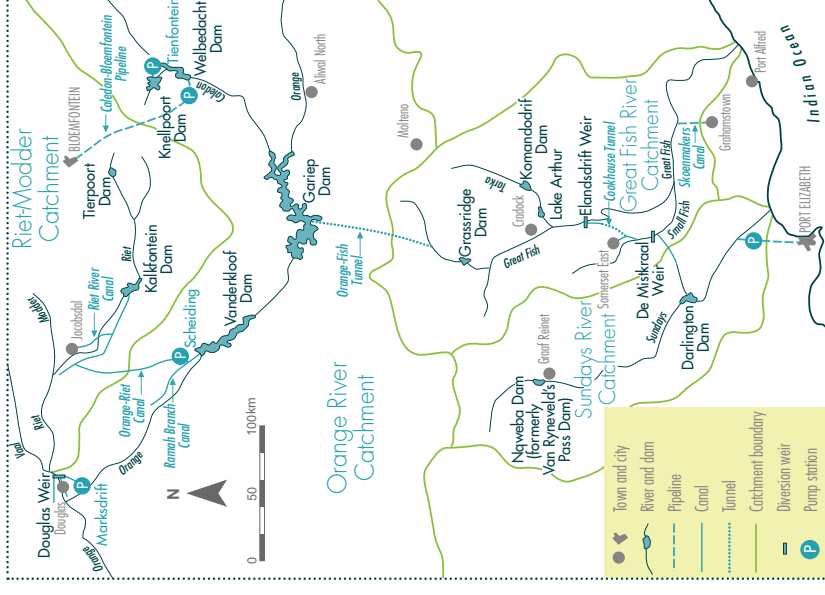 Riet-Modder
Catchment
BLOEMFONTEIN
Caledon-Bloemfontein
Pipeline
Tienfontein
Welbedacht
Dam
Knellpoort
Dam
Caledon
Tierpoort
Dam
Orange
Aliwal North
Modder
Riet
Kalkfontein
Dam
Riet River
Canal
Jacobsdal
Gariep
Dam
Molteno
Vaal
Riet
Scheiding
Vanderkloof
Dam
Orange-Riet
Canal
Ramah Branch
Canal
Orange-Fish
Tunnel
Douglas Weir
Douglas
Marksdrift
Orange
Orange
N
0
50
100km
Orange River
Catchment
Grassridge
Dam
Tarka
Komandodrif
Dam
Lake Arthur
Cradock
Great Fish
Elandsdrift Weir
Cookhouse Tunnel
Great Fish River
Catchment
Great Fish
Skoenmakers
Canal
Grahamstown
Port Alfred
Indian Ocean
Small Fish
Somerset East
De Mistkraal
Weir
Sundays River
Catchment
Sundays
Darlington
Dam
PORT ELIZABETH
Graaf Reinet
Nqweba Dam
(formerly
Van Ryneveld's
Pass Dam)
Town and city
River and dam
Pipeline
Canal
Tunnel
Catchment boundary
Diversion weir
P Pump station
P
P
P
P
P